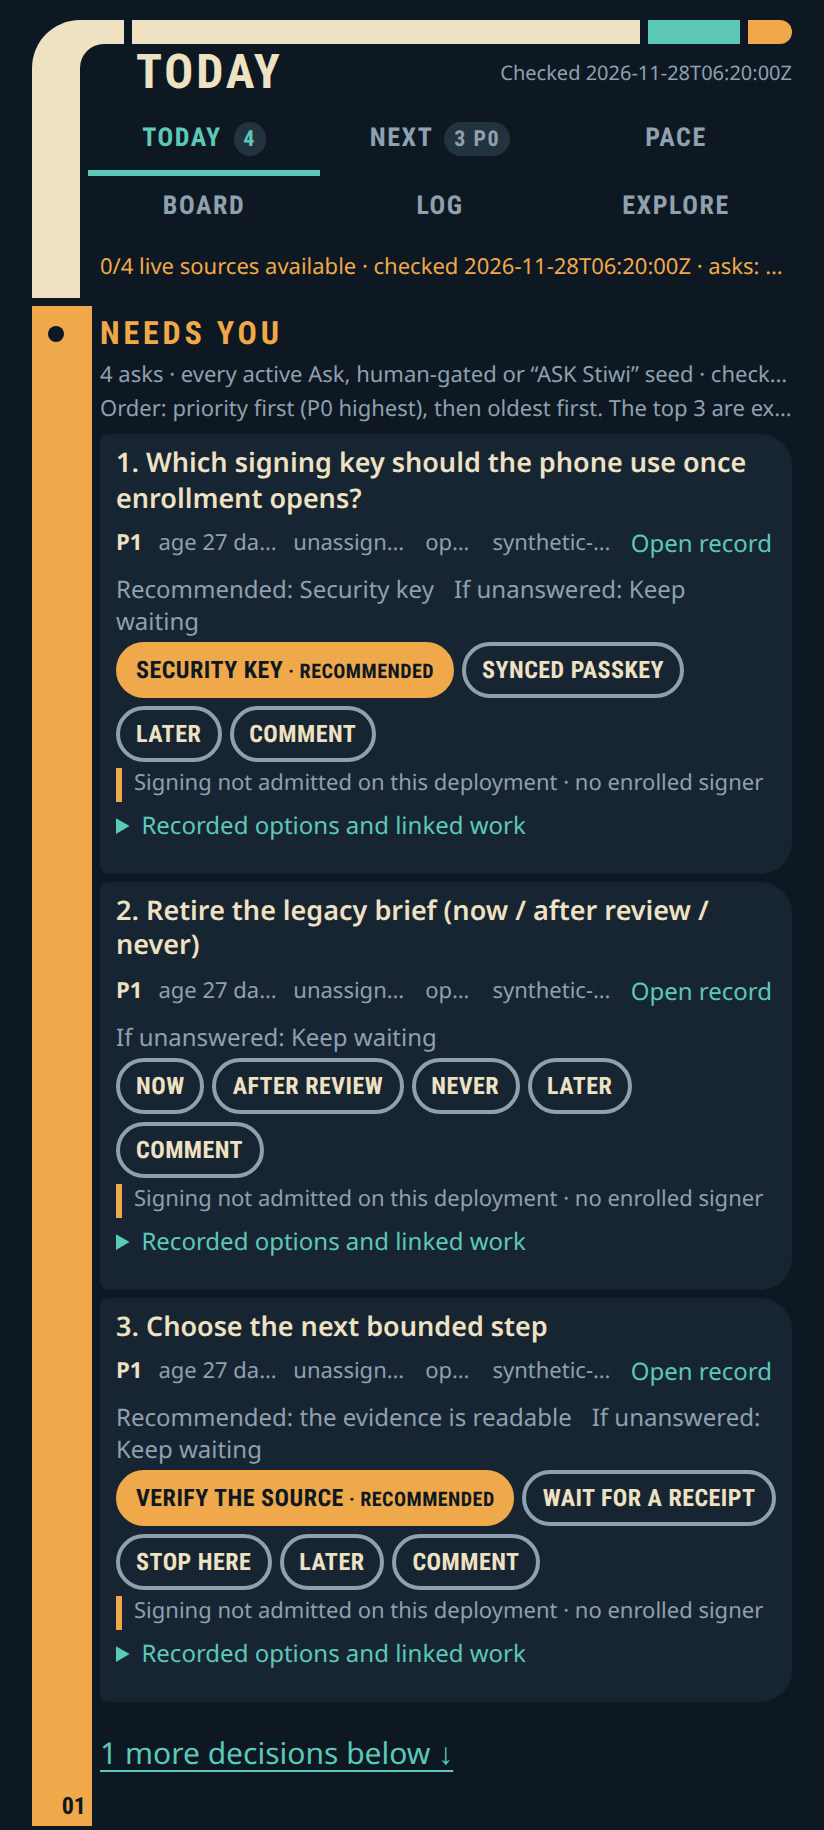 TODAY
Checked 2026-11-28T06:20:00Z
TODAY 4 NEXT 3 P0 PACE
BOARD LOG EXPLORE
0/4 live sources available · checked 2026-11-28T06:20:00Z · asks: ...
NEEDS YOU
4 asks · every active Ask, human-gated or “ASK Stiwi” seed · check...
Order: priority first (P0 highest), then oldest first. The top 3 are ex...
1. Which signing key should the phone use once
enrollment opens?
P1 age 27 da... unassign... op... synthetic-... Open record
Recommended: Security key If unanswered: Keep
waiting
SECURITY KEY · RECOMMENDED SYNCED PASSKEY
LATER COMMENT
Signing not admitted on this deployment · no enrolled signer
▶ Recorded options and linked work
2. Retire the legacy brief (now / after review /
never)
P1 age 27 da... unassign... op... synthetic-... Open record
If unanswered: Keep waiting
NOW AFTER REVIEW NEVER LATER
COMMENT
Signing not admitted on this deployment · no enrolled signer
▶ Recorded options and linked work
3. Choose the next bounded step
P1 age 27 da... unassign... op... synthetic-... Open record
Recommended: the evidence is readable If unanswered:
Keep waiting
VERIFY THE SOURCE · RECOMMENDED WAIT FOR A RECEIPT
STOP HERE LATER COMMENT
Signing not admitted on this deployment · no enrolled signer
▶ Recorded options and linked work
1 more decisions below ↓
01